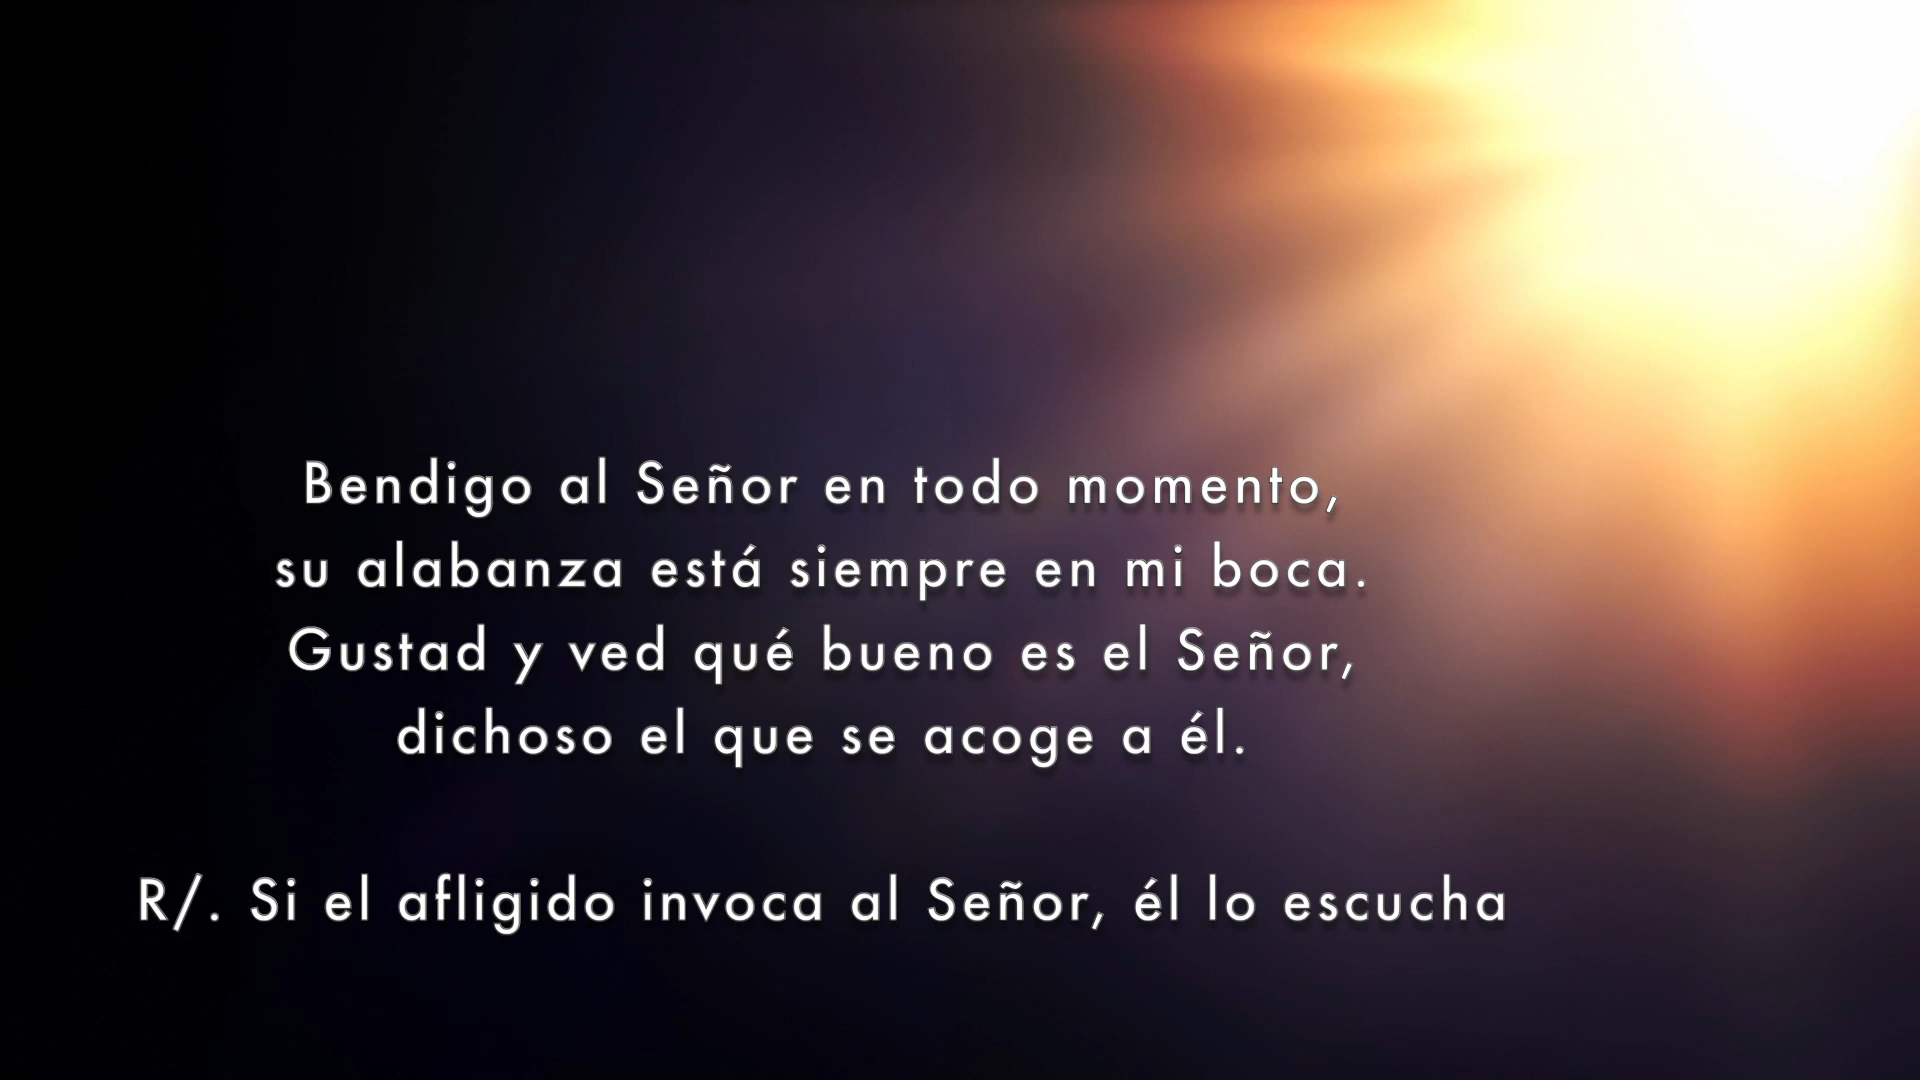 Bendigo al Señor en todo momento,
su alabanza está siempre en mi boca.
Gustad y ved qué bueno es el Señor,
dichoso el que se acoge a él.
R/. Si el afligido invoca al Señor, él lo escucha